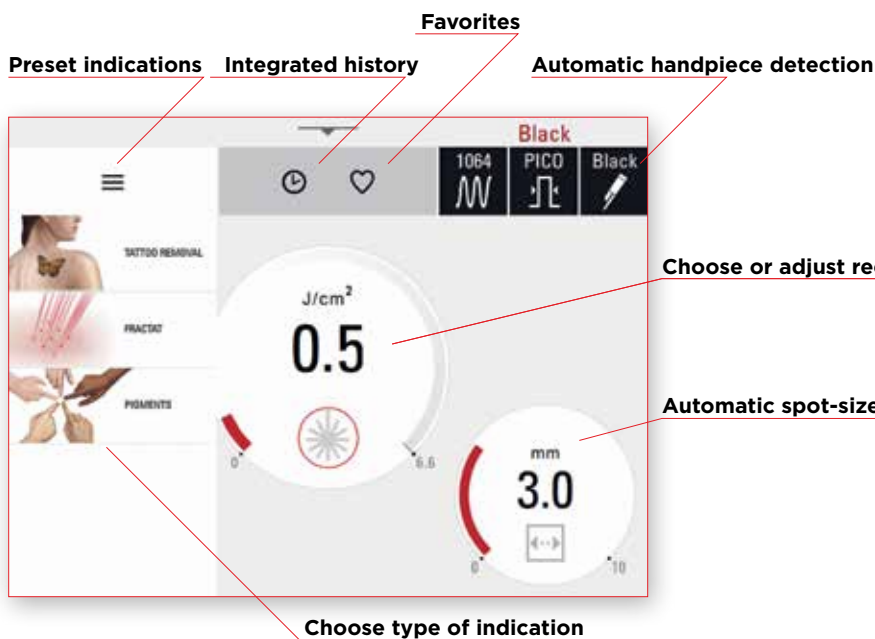 Favorites
Preset indications
Integrated history
Automatic handpiece detection
Black
1064
PICO
Black
TATTOO REMOVAL
FRACTAT
PIGMENTS
Choose or adjust
J/cm²
0.5
0
6.6
Automatic spot-size
mm
3.0
0
10
Choose type of indication